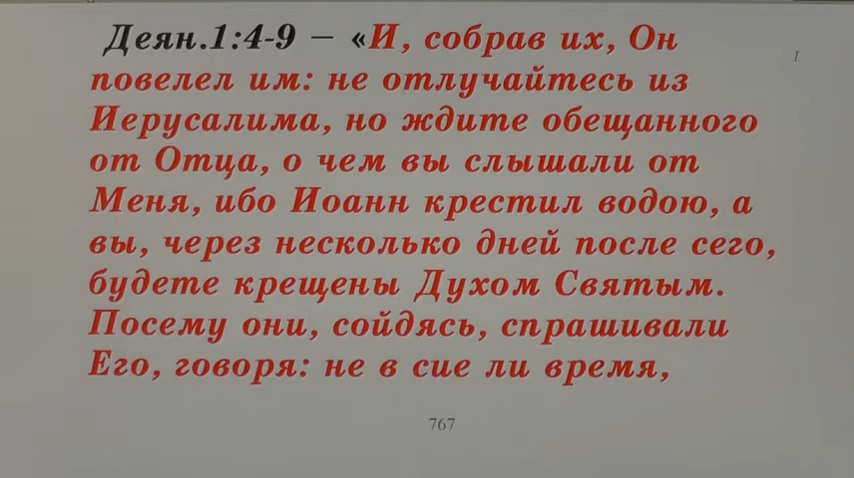 Деян.1:4-9 – «И, собрав их, Он
I
повелел им: не отлучайтесь из
Иерусалима, но ждите обещанного
от Отца, о чем вы слышали от
Меня, ибо Иоанн крестил водою, а
вы, через несколько дней после сего,
будете крещены Духом Святым.
Посему они, сойдясь, спрашивали
Его, говоря: не в сие ли время,
767